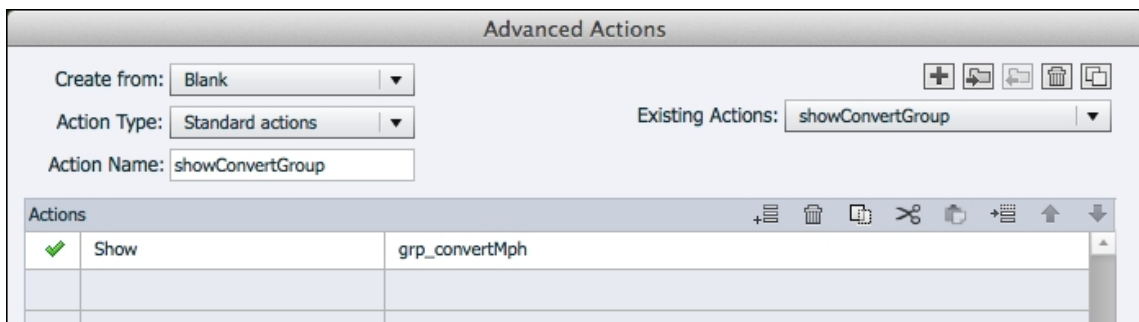 Advanced Actions
Create from: Blank
Action Type: Standard actions
Existing Actions: showConvertGroup
Action Name: showConvertGroup
Actions
Show grp_convertMph